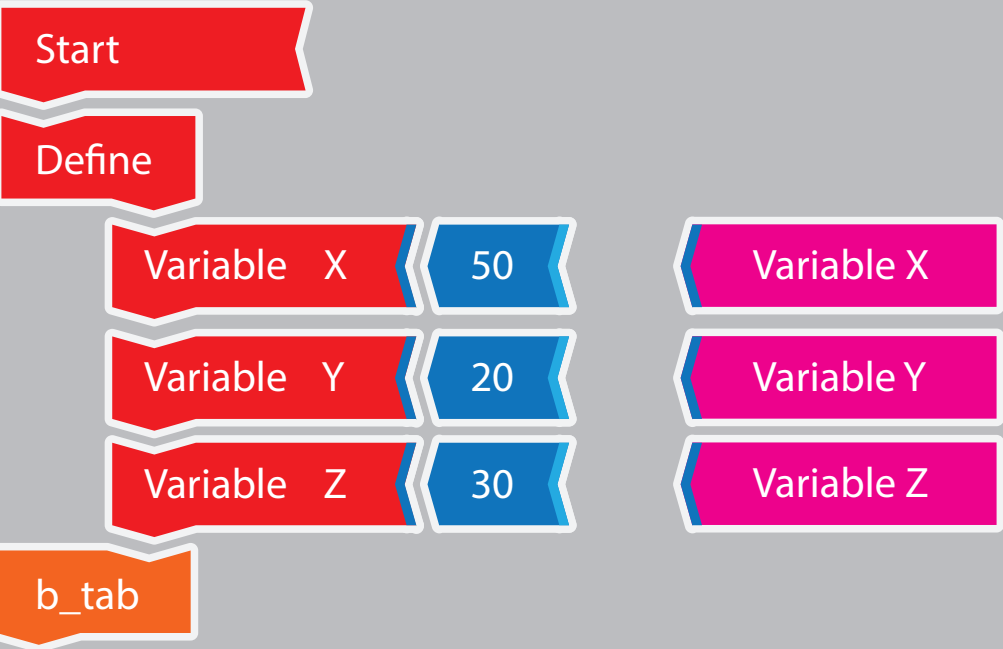 Start
Define
Variable X 50 Variable X
Variable Y 20 Variable Y
Variable Z 30 Variable Z
b_tab